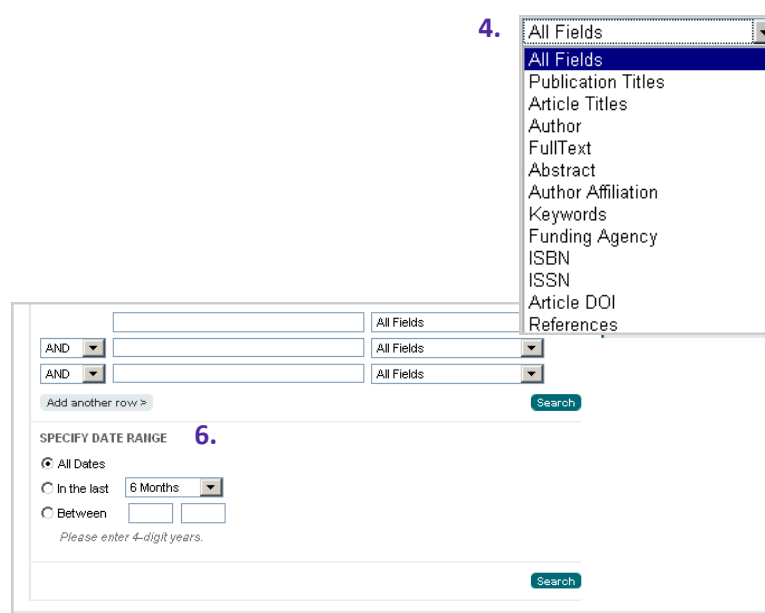 4.
All Fields
All Fields
Publication Titles
Article Titles
Author
FullText
Abstract
Author Affiliation
Keywords
Funding Agency
ISBN
ISSN
Article DOI
References
All Fields
AND All Fields
AND All Fields
Add another row > Search
SPECIFY DATE RANGE 6.
All Dates
In the last 6 Months
Between
Please enter 4-digit years.
Search